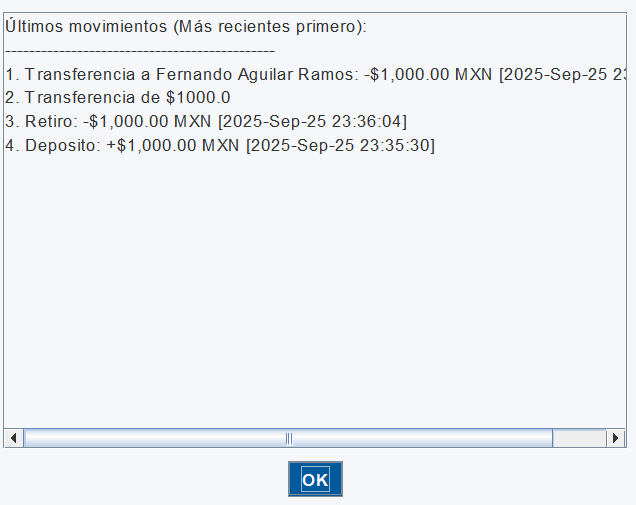 Últimos movimientos (Más recientes primero):
---------------------------------------------
1. Transferencia a Fernando Aguilar Ramos: -$1,000.00 MXN [2025-Sep-25
2. Transferencia de $1000.0
3. Retiro: -$1,000.00 MXN [2025-Sep-25 23:36:04]
4. Deposito: +$1,000.00 MXN [2025-Sep-25 23:35:30]
OK